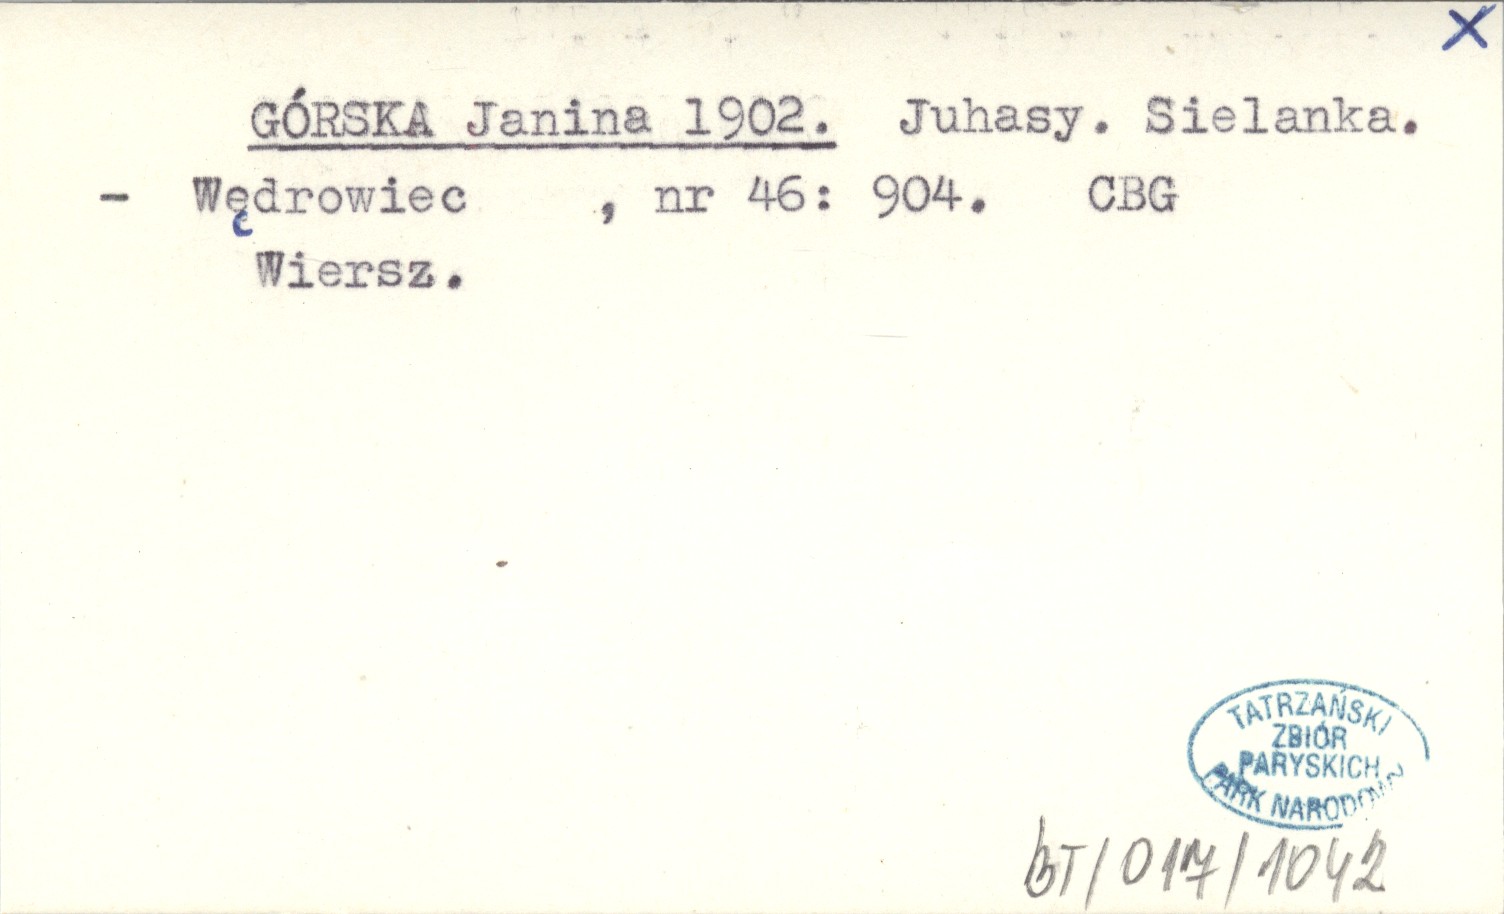 X
GÓRSKA Janina 1902. Juhasy. Sielanka.
- Wędrowiec , nr 46: 904. CBG
Wiersz.
TATRZAŃSKI
ZBIÓR
PARYSKICH
PARK NARODOWY
BT/017/1042